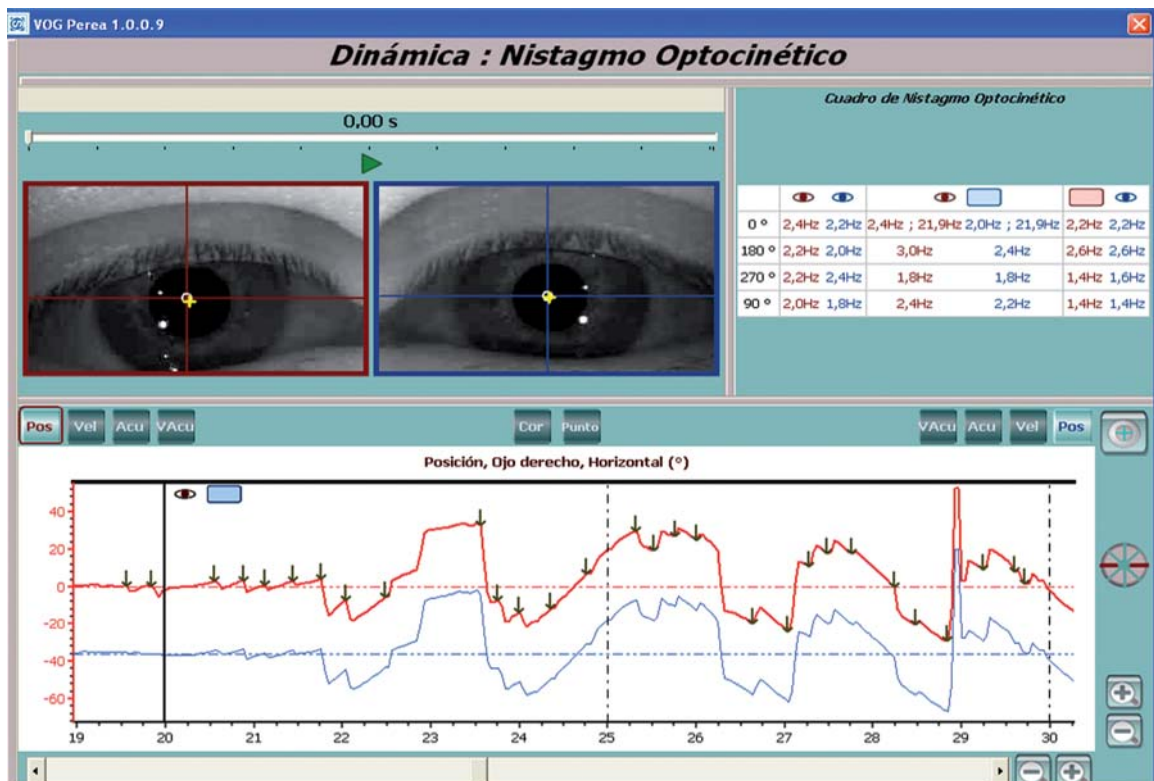 VOG Perea 1.0.0.9
Dinámica : Nistagmo Optocinético
0,00 s
Cuadro de Nistagmo Optocinético
0 º 2,4Hz 2,2Hz 2,4Hz ; 21,9Hz 2,0Hz ; 21,9Hz 2,2Hz 2,2Hz
180 º 2,2Hz 2,0Hz 3,0Hz 2,4Hz 2,6Hz 2,6Hz
270 º 2,2Hz 2,4Hz 1,8Hz 1,8Hz 1,4Hz 1,6Hz
90 º 2,0Hz 1,8Hz 2,4Hz 2,2Hz 1,4Hz 1,4Hz
Pos Vel Acu VAcu Cor Punto VAcu Acu Vel Pos
Posición, Ojo derecho, Horizontal (º)
40
20
0
-20
-40
-60
19 20 21 22 23 24 25 26 27 28 29 30